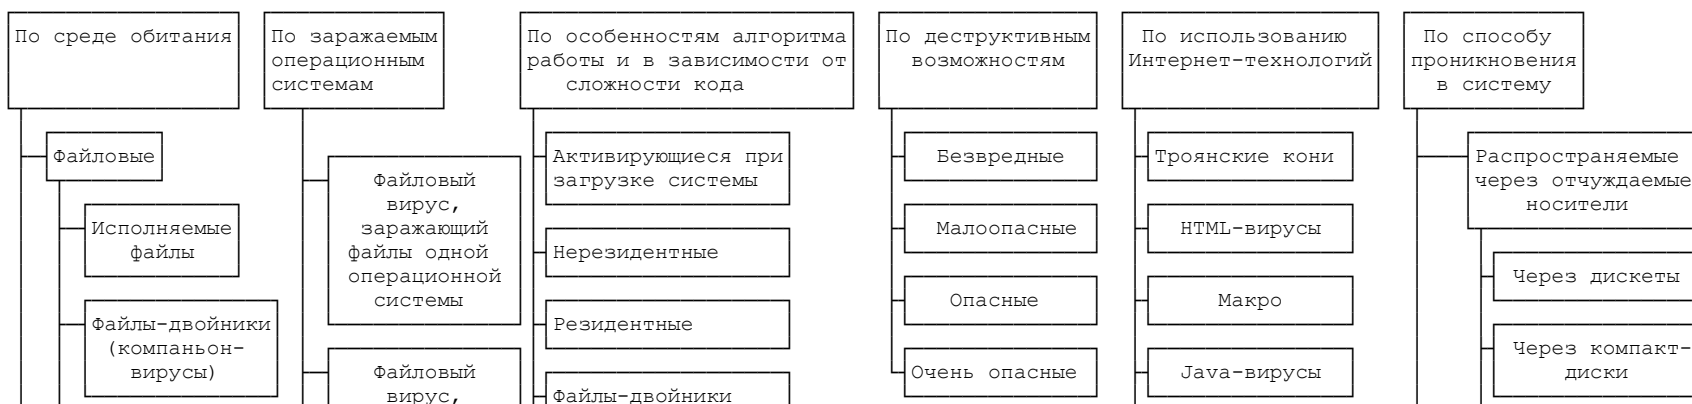 По среде обитания
По заражаемым
операционным
системам
По особенностям алгоритма
работы и в зависимости от
сложности кода
По деструктивным
возможностям
По использованию
Интернет-технологий
По способу
проникновения
в систему
Файловые
Исполняемые
файлы
Файлы-двойники
(компаньон-
вирусы)
Файловый
вирус,
заражающий
файлы одной
операционной
системы
Файловый
вирус,
Активирующиеся при
загрузке системы
Нерезидентные
Резидентные
Файлы-двойники
Безвредные
Малоопасные
Опасные
Очень опасные
Троянские кони
HTML-вирусы
Макро
Java-вирусы
Распространяемые
через отчуждаемые
носители
Через дискеты
Через компакт-
диски